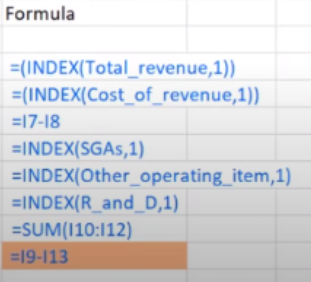 Formula
=(INDEX(Total_revenue,1))
=(INDEX(Cost_of_revenue,1))
=I7-I8
=INDEX(SGAs,1)
=INDEX(Other_operating_item,1)
=INDEX(R_and_D,1)
=SUM(I10:I12)
=I9-I13